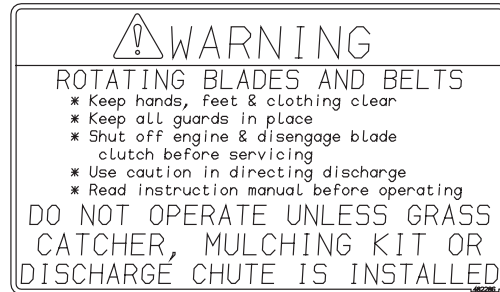 WARNING
ROTATING BLADES AND BELTS
* Keep hands, feet & clothing clear
* Keep all guards in place
* Shut off engine & disengage blade
clutch before servicing
* Use caution in directing discharge
* Read instruction manual before operating
DO NOT OPERATE UNLESS GRASS
CATCHER, MULCHING KIT OR
DISCHARGE CHUTE IS INSTALLED